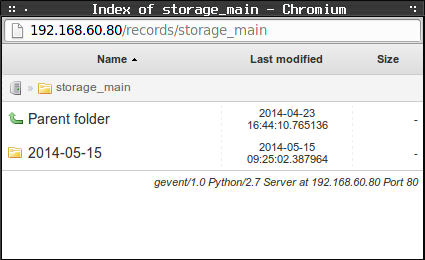 Index of storage_main - Chromium
192.168.60.80/records/storage_main
Name Last modified Size
» storage_main
Parent folder 2014-04-23 16:44:10.765136 -
2014-05-15 2014-05-15 09:25:02.387964 -
gevent/1.0 Python/2.7 Server at 192.168.60.80 Port 80